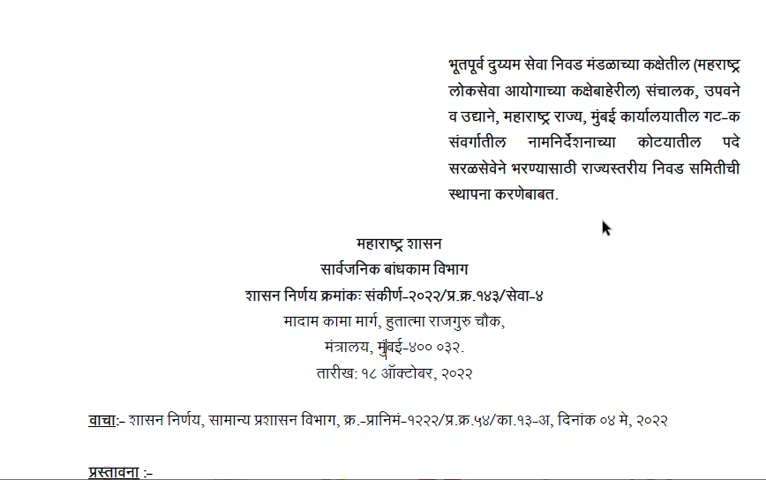 भूतपूर्व दुय्यम सेवा निवड मंडळाच्या कक्षेतील (महाराष्ट्र
लोकसेवा आयोगाच्या कक्षेबाहेरील) संचालक, उपवने
व उद्याने, महाराष्ट्र राज्य, मुंबई कार्यालयातील गट-क
संवर्गातील नामनिर्देशनाच्या कोटयातील पदे
सरळसेवेने भरण्यासाठी राज्यस्तरीय निवड समितीची
स्थापना करणेबाबत.
महाराष्ट्र शासन
सार्वजनिक बांधकाम विभाग
शासन निर्णय क्रमांकः संकीर्ण-२०२२/प्र.क्र.१४३/सेवा-४
मादाम कामा मार्ग, हुतात्मा राजगुरु चौक,
मंत्रालय, मुंबई-४०० ०३२.
तारीख: १८ ऑक्टोबर, २०२२
वाचा:- शासन निर्णय, सामान्य प्रशासन विभाग, क्र.-प्रानिमं-१२२२/प्र.क्र.५४/का.१३-अ, दिनांक ०४ मे, २०२२
प्रस्तावना :-